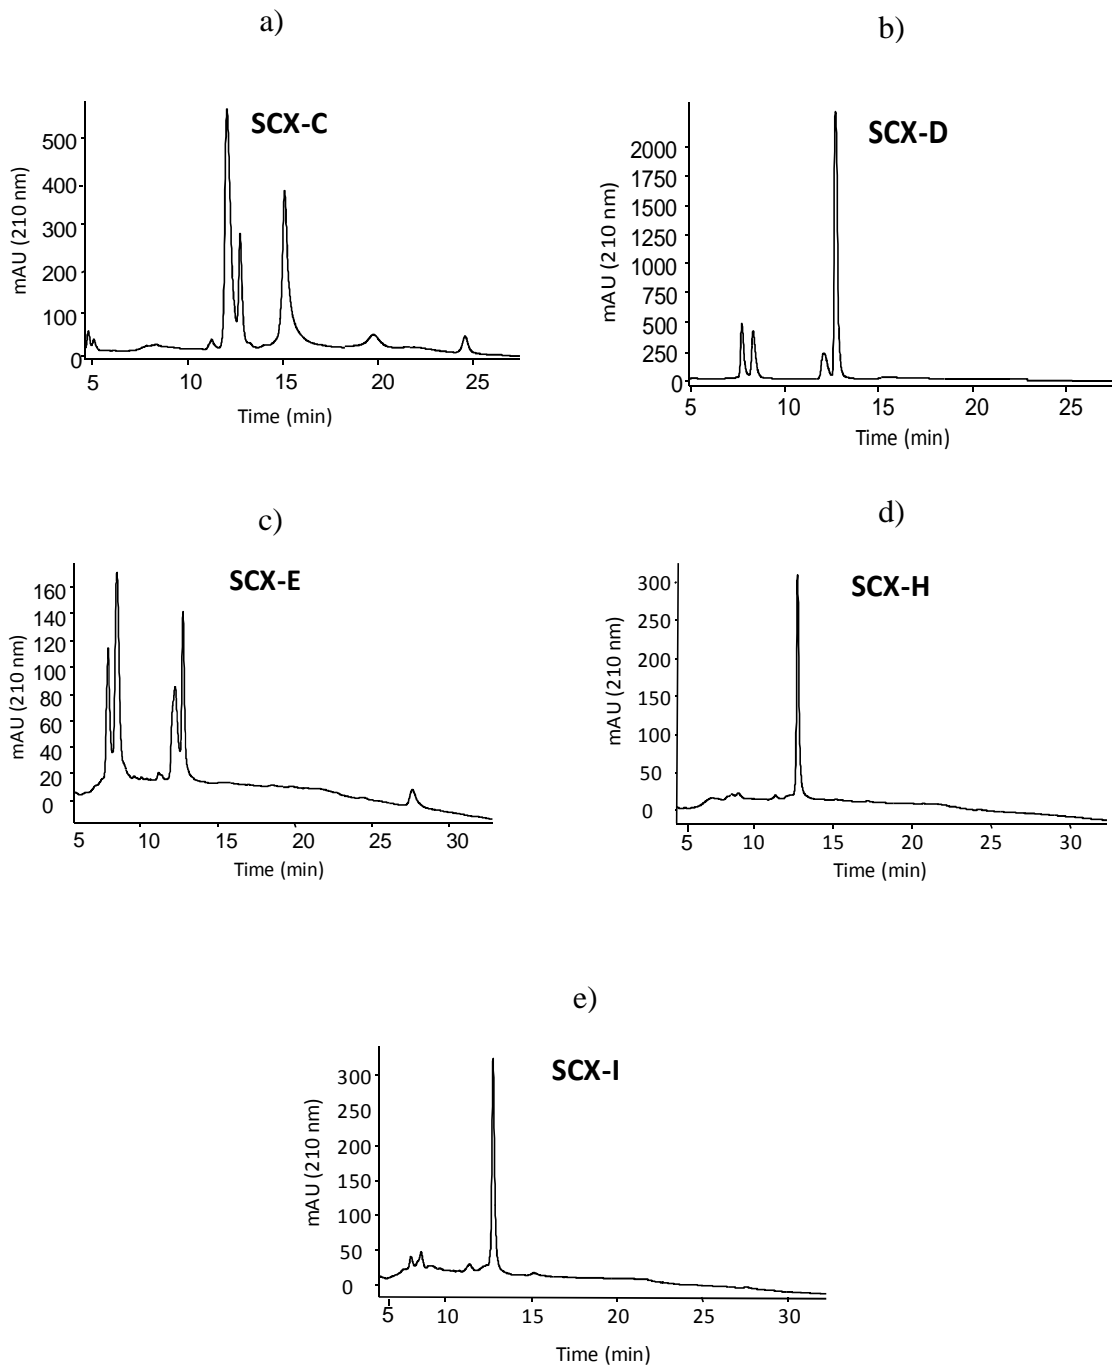 a)
SCX-C
mAU (210 nm)
500
400
300
200
100
0
5 10 15 20 25
Time (min)
b)
SCX-D
mAU (210 nm)
2000
1750
1500
1250
1000
750
500
250
0
5 10 15 20 25
Time (min)
c)
SCX-E
mAU (210 nm)
160
140
120
100
80
60
40
20
0
5 10 15 20 25 30
Time (min)
d)
SCX-H
mAU (210 nm)
300
250
200
150
100
50
0
5 10 15 20 25 30
Time (min)
e)
SCX-I
mAU (210 nm)
300
250
200
150
100
50
0
5 10 15 20 25 30
Time (min)